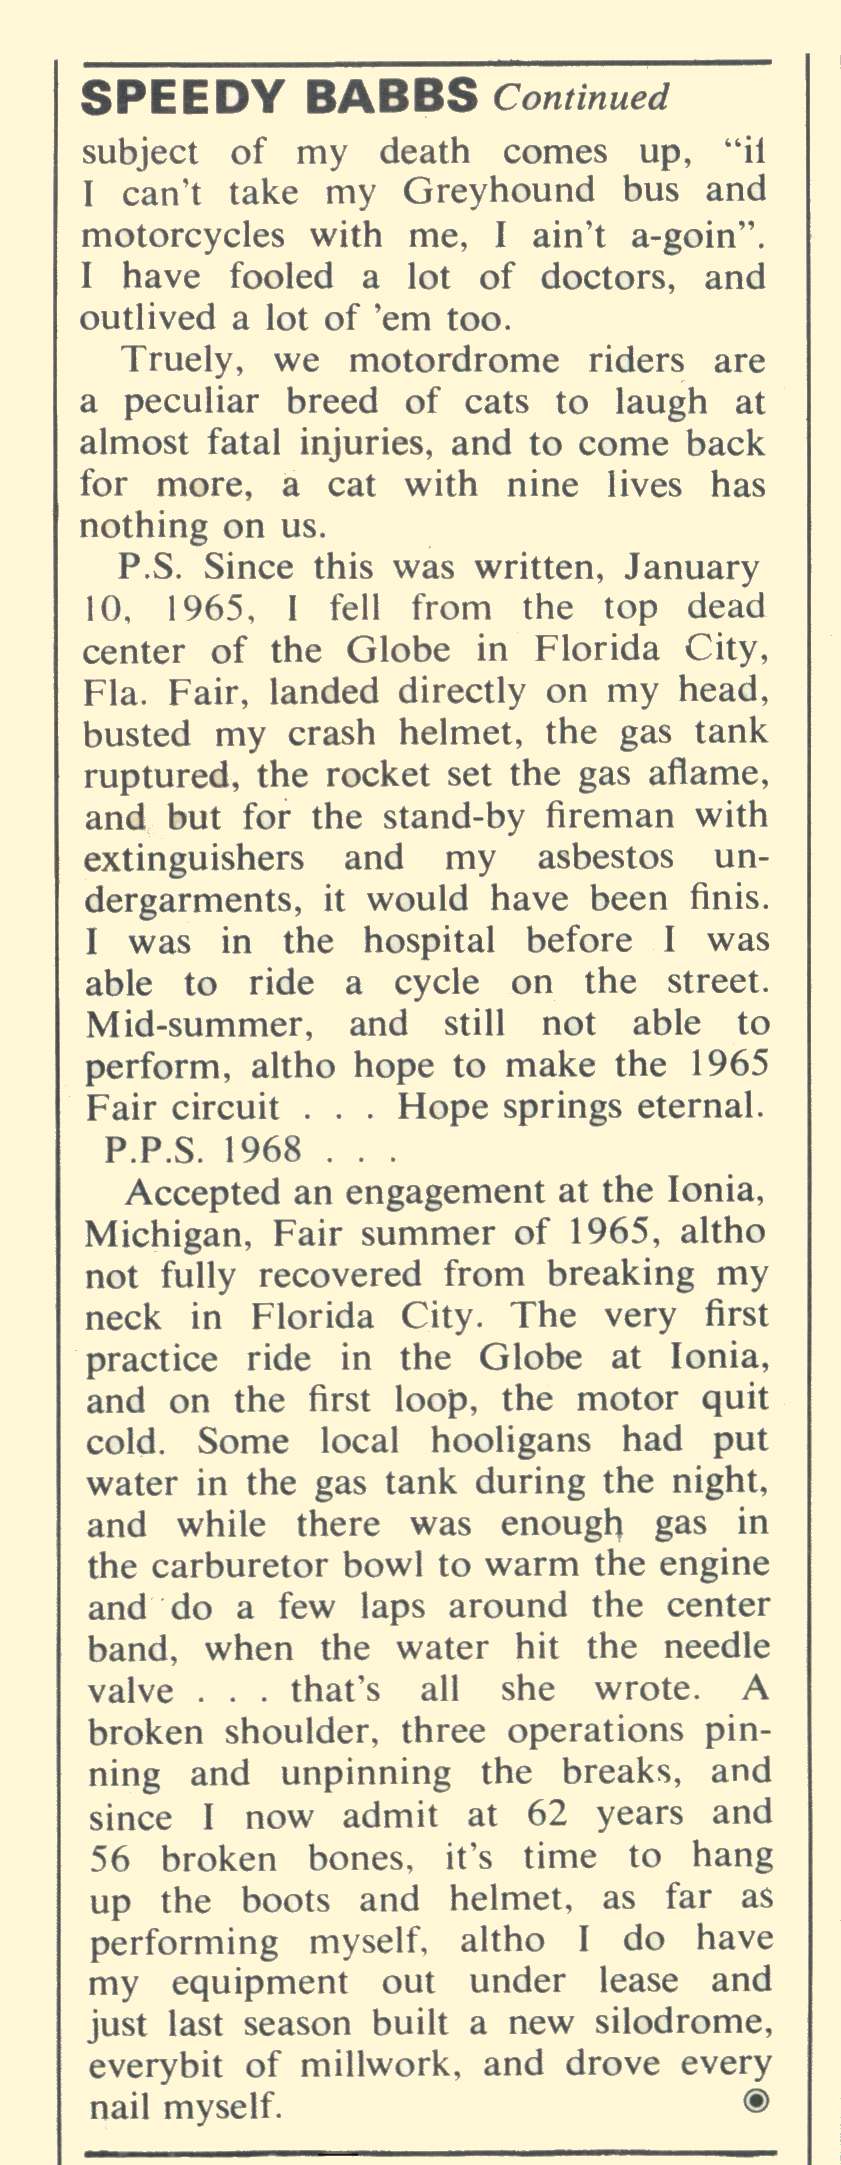 SPEEDY BABBS Continued
subject of my death comes up, “if
I can't take my Greyhound bus and
motorcycles with me, I ain't a-goin”.
I have fooled a lot of doctors, and
outlived a lot of ’em too.
Truely, we motordrome riders are
a peculiar breed of cats to laugh at
almost fatal injuries, and to come back
for more, a cat with nine lives has
nothing on us.
P.S. Since this was written, January
10, 1965, I fell from the top dead
center of the Globe in Florida City,
Fla. Fair, landed directly on my head,
busted my crash helmet, the gas tank
ruptured, the rocket set the gas aflame,
and but for the stand-by fireman with
extinguishers and my asbestos un-
dergarments, it would have been finis.
I was in the hospital before I was
able to ride a cycle on the street.
Mid-summer, and still not able to
perform, altho hope to make the 1965
Fair circuit . . . Hope springs eternal.
P.P.S. 1968 . . .
Accepted an engagement at the Ionia,
Michigan, Fair summer of 1965, altho
not fully recovered from breaking my
neck in Florida City. The very first
practice ride in the Globe at Ionia,
and on the first loop, the motor quit
cold. Some local hooligans had put
water in the gas tank during the night,
and while there was enough gas in
the carburetor bowl to warm the engine
and do a few laps around the center
band, when the water hit the needle
valve . . . that's all she wrote. A
broken shoulder, three operations pin-
ning and unpinning the breaks, and
since I now admit at 62 years and
56 broken bones, it's time to hang
up the boots and helmet, as far as
performing myself, altho I do have
my equipment out under lease and
just last season built a new silodrome,
everybit of millwork, and drove every
nail myself.